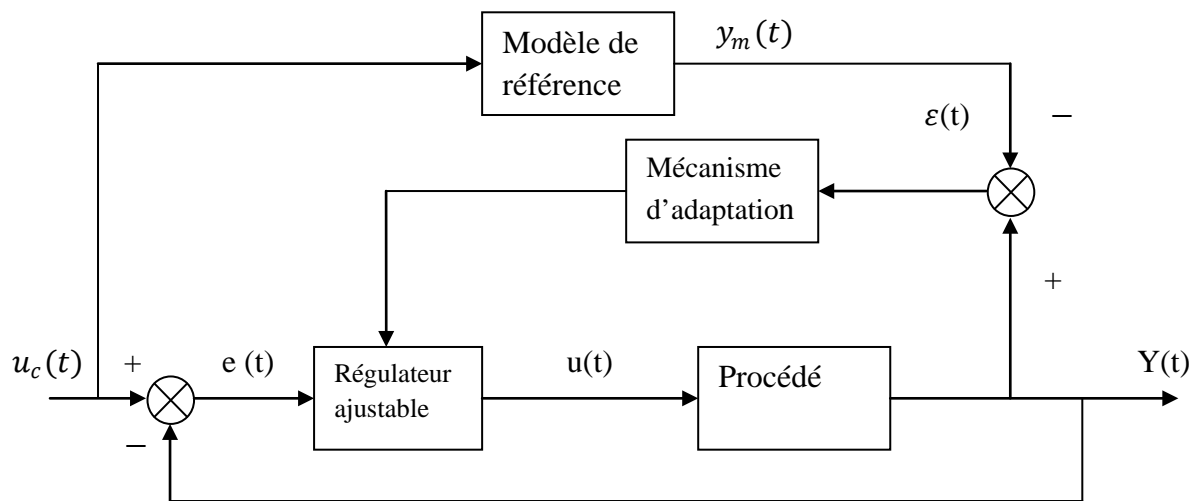 Modèle de
référence
y_m(t)
ε(t)
−
Mécanisme
d’adaptation
+
u_c(t)
+
e (t)
Régulateur
ajustable
u(t)
Procédé
Y(t)
−